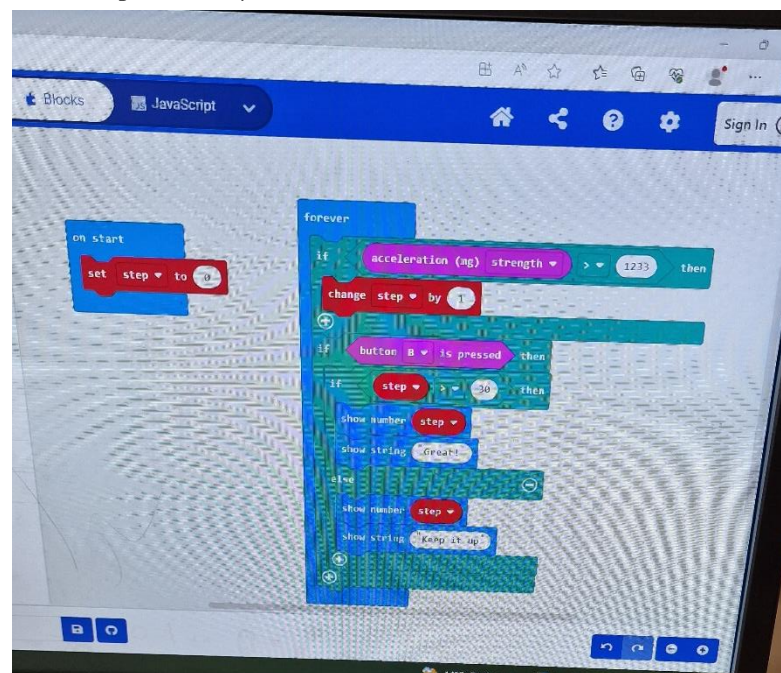 Blocks
JavaScript
Sign In
on start
set step to 0
forever
if acceleration (mg) strength > 1233 then
change step by 1
if button B is pressed then
if step > 30 then
show number step
show string "Great!"
else
show number step
show string "Keep it up"